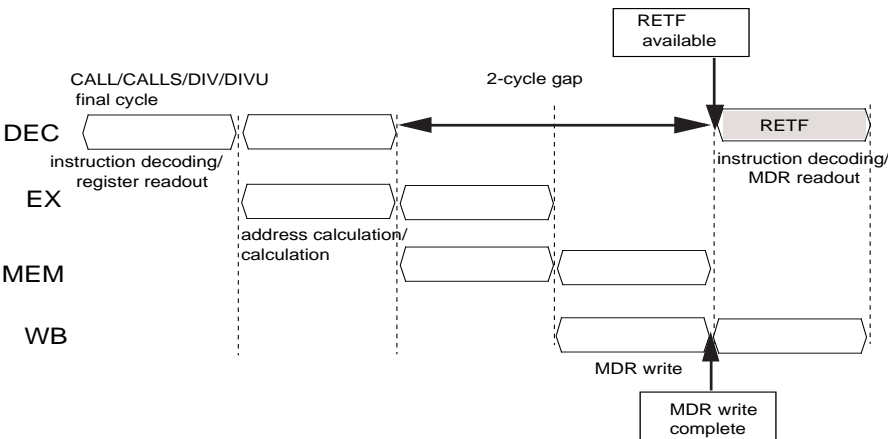 RETF
available
CALL/CALLS/DIV/DIVU
final cycle
2-cycle gap
DEC
RETF
instruction decoding/
register readout
instruction decoding/
MDR readout
EX
address calculation/
calculation
MEM
WB
MDR write
MDR write
complete